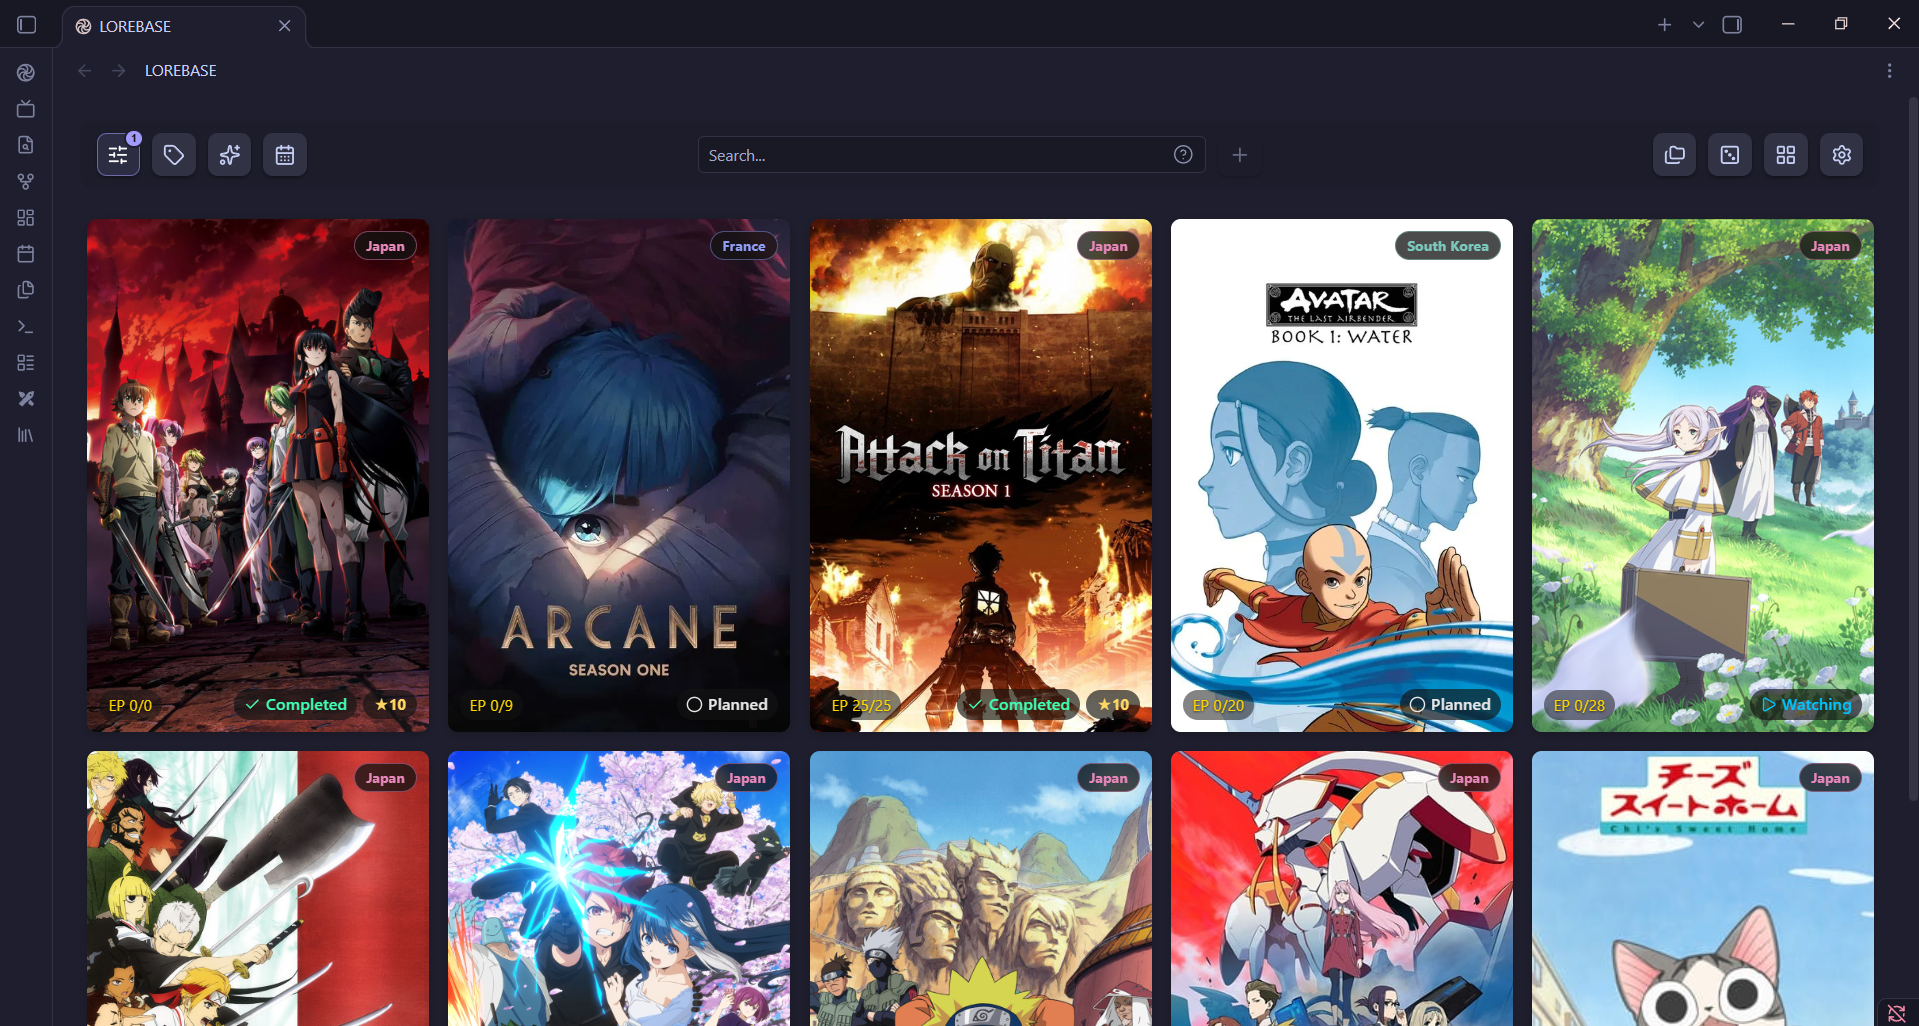 LOREBASE
LOREBASE
1
Search...
Japan
France
Japan
South Korea
Japan
AVATAR
THE LAST AIRBENDER
BOOK 1: WATER
Attack on Titan
SEASON 1
ARCANE
SEASON ONE
EP 0/0
Completed
★10
EP 0/9
Planned
EP 25/25
Completed
★10
EP 0/20
Planned
EP 0/28
Watching
Japan
Japan
Japan
Japan
Japan
チーズ
スイートホーム
Chi's Sweet Home